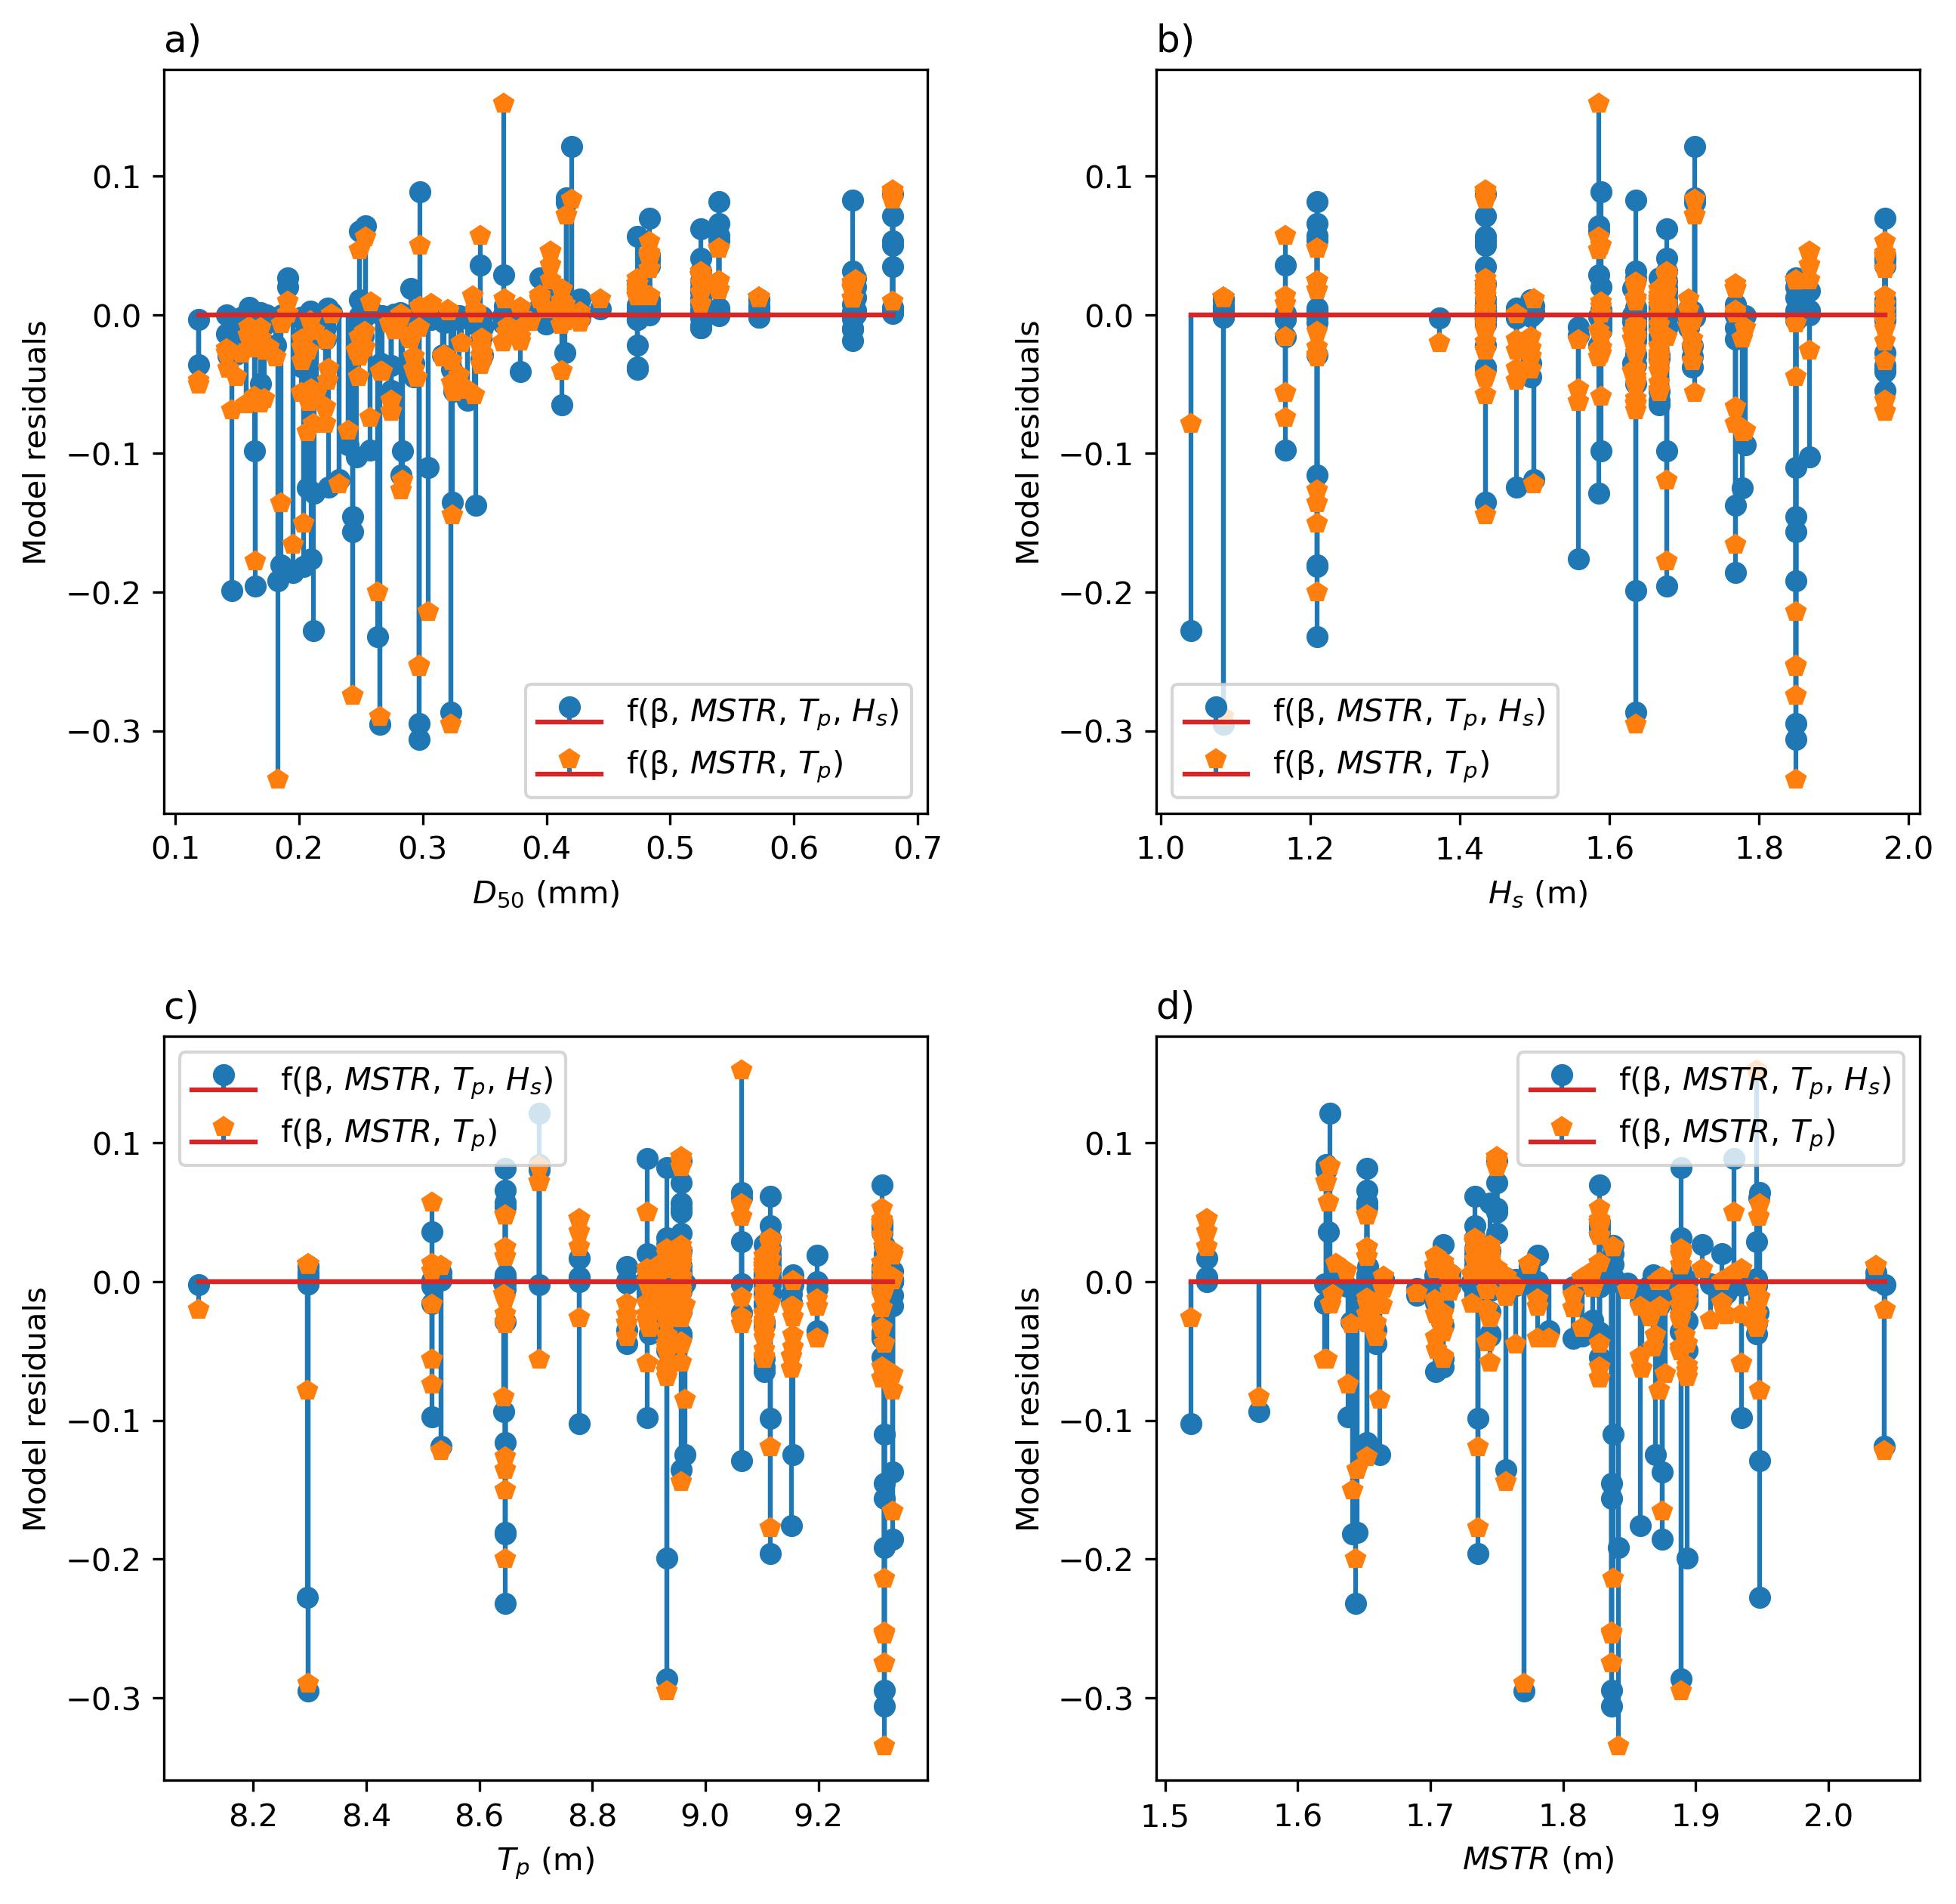 a)
Model residuals
0.1
0.0
−0.1
−0.2
−0.3
0.1 0.2 0.3 0.4 0.5 0.6 0.7
D50 (mm)
f(β, MSTR, Tp, Hs)
f(β, MSTR, Tp)
b)
Model residuals
0.1
0.0
−0.1
−0.2
−0.3
1.0 1.2 1.4 1.6 1.8 2.0
Hs (m)
f(β, MSTR, Tp, Hs)
f(β, MSTR, Tp)
c)
Model residuals
0.1
0.0
−0.1
−0.2
−0.3
8.2 8.4 8.6 8.8 9.0 9.2
Tp (m)
f(β, MSTR, Tp, Hs)
f(β, MSTR, Tp)
d)
Model residuals
0.1
0.0
−0.1
−0.2
−0.3
1.5 1.6 1.7 1.8 1.9 2.0
MSTR (m)
f(β, MSTR, Tp, Hs)
f(β, MSTR, Tp)